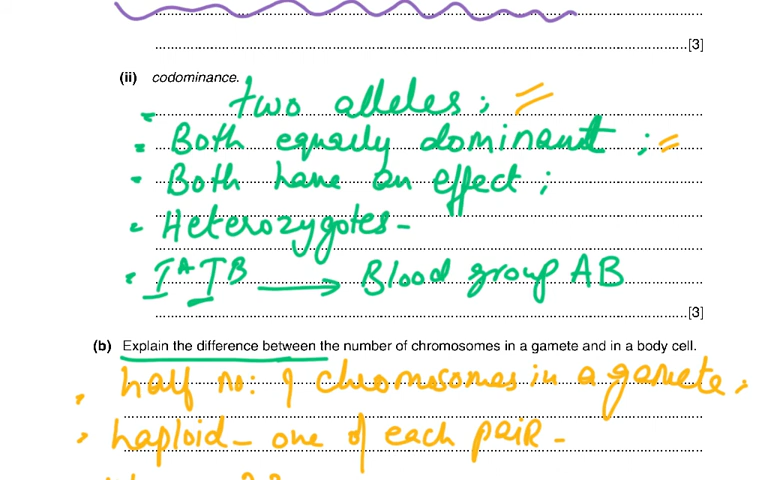 [3]
(ii) codominance.
- two alleles ; =
- Both equally dominant ; =
- Both have an effect ;
- Heterozygotes -
- IᴬIᴮ ⟶ Blood group AB
[3]
(b) Explain the difference between the number of chromosomes in a gamete and in a body cell.
, half no: of chromosomes in a gamete,
, haploid - one of each pair -